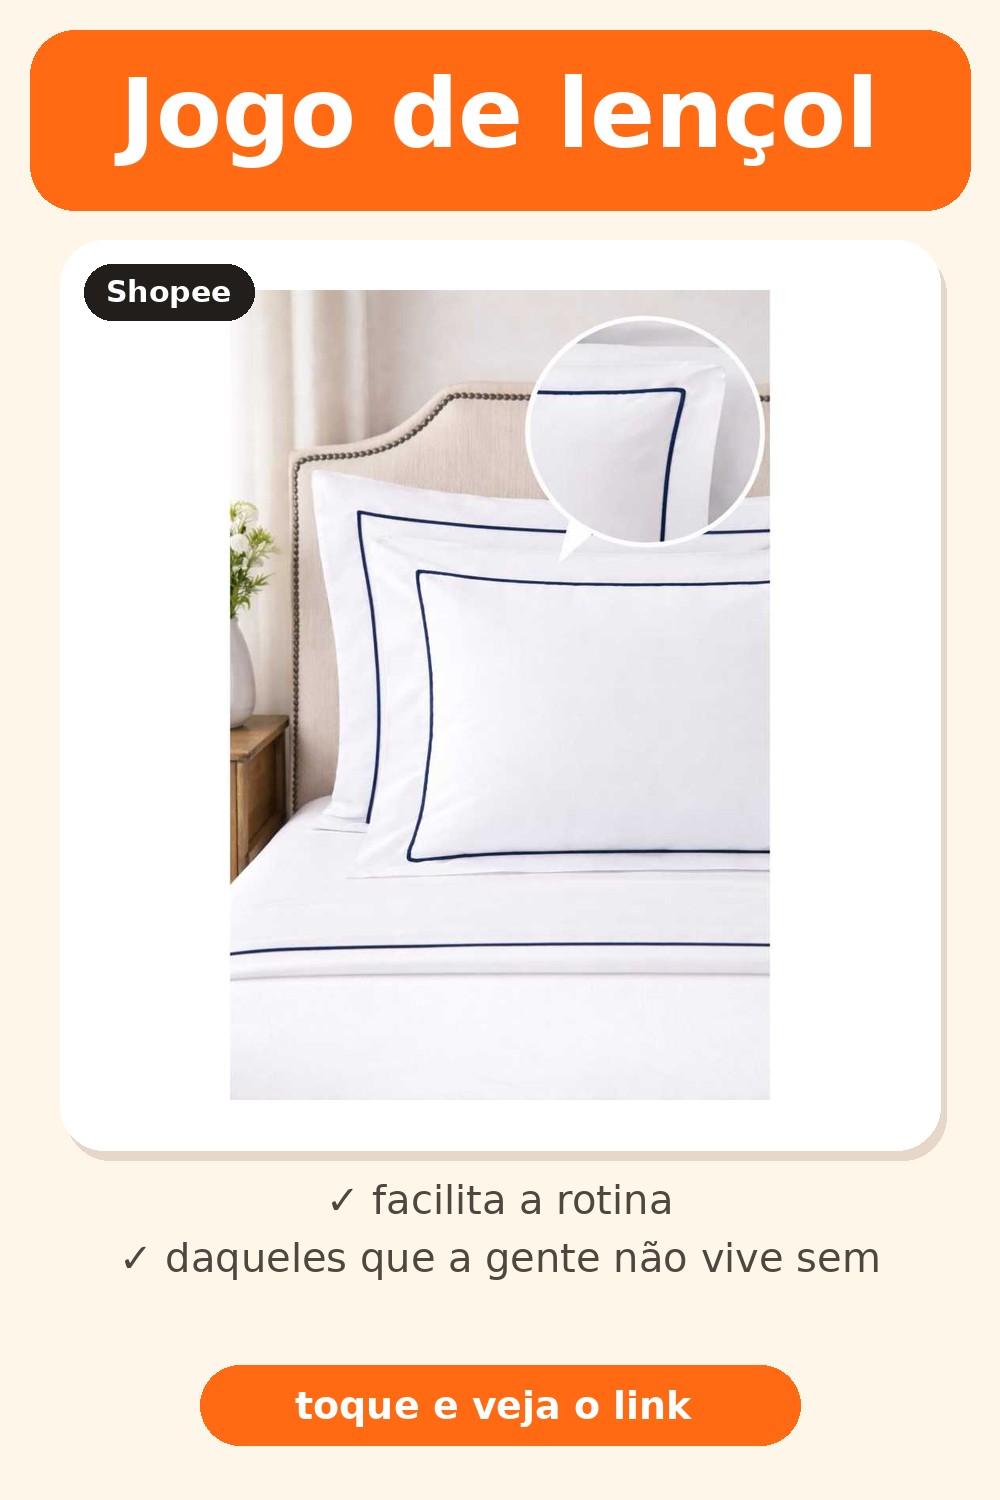 Jogo de lençol
Shopee
✓ facilita a rotina
✓ daqueles que a gente não vive sem
toque e veja o link